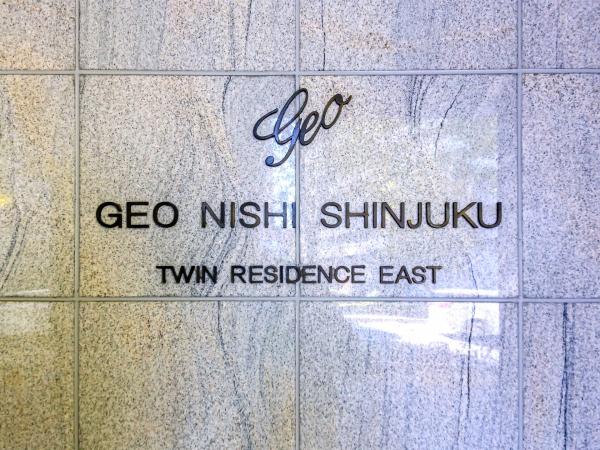 Geo
GEO NISHI SHINJUKU
TWIN RESIDENCE EAST